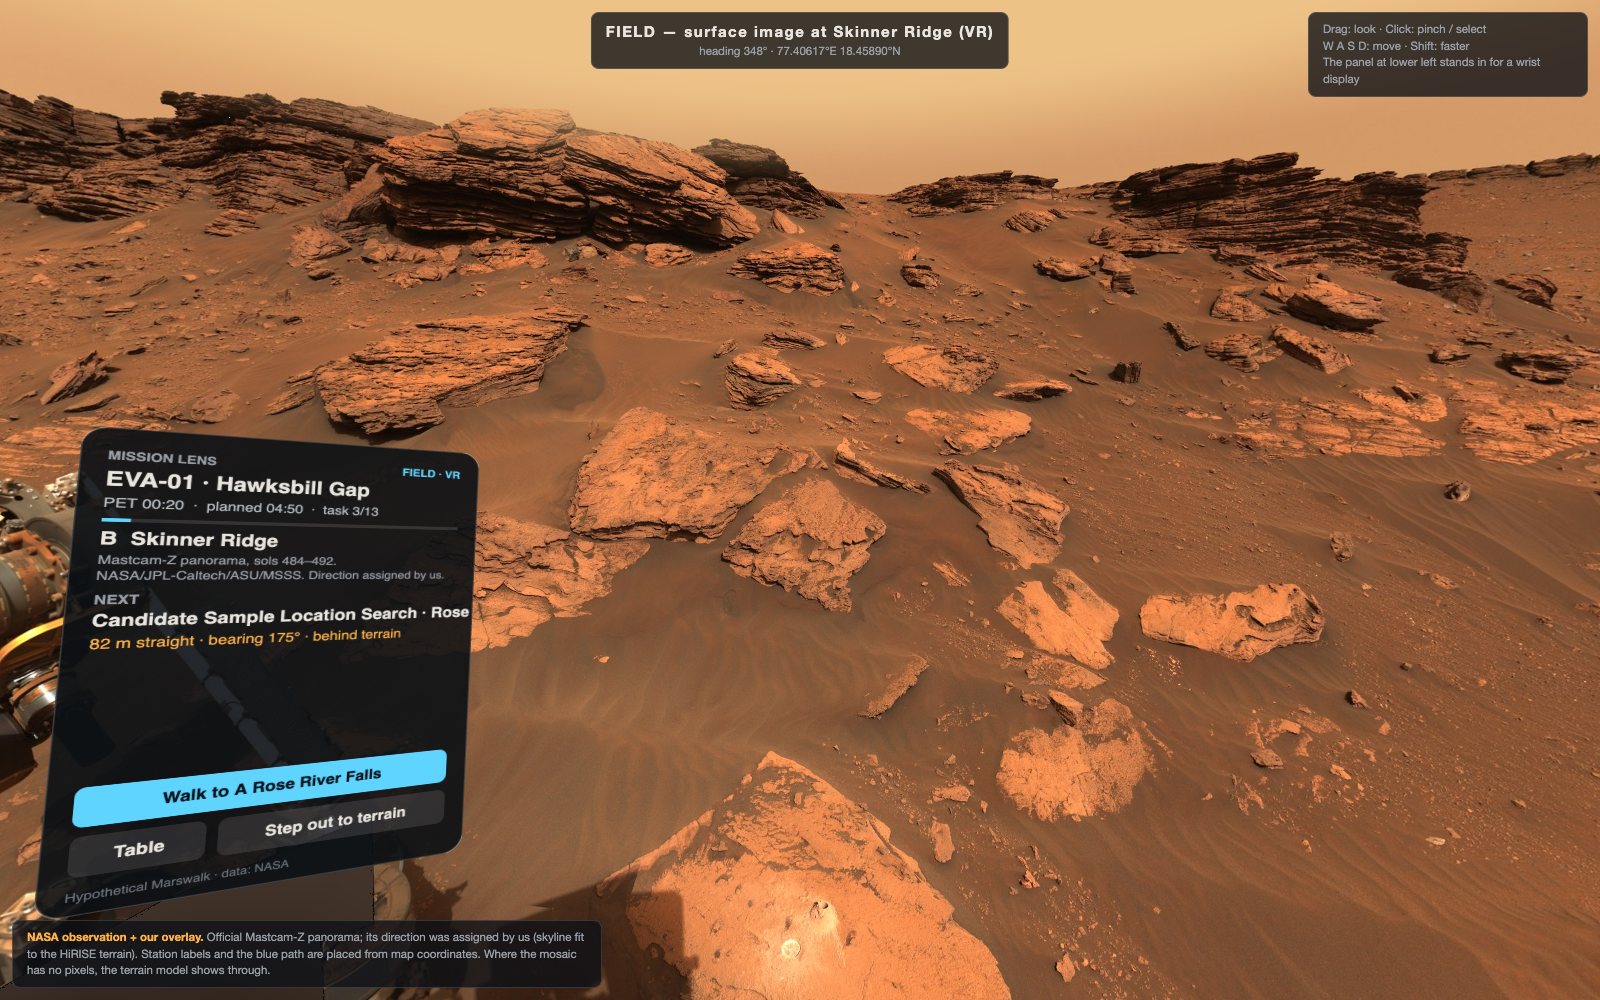 FIELD — surface image at Skinner Ridge (VR)
heading 348° · 77.40617°E 18.45890°N
Drag: look · Click: pinch / select
W A S D: move · Shift: faster
The panel at lower left stands in for a wrist
display
MISSION LENS
FIELD · VR
EVA-01 · Hawksbill Gap
PET 00:20 · planned 04:50 · task 3/13
B Skinner Ridge
Mastcam-Z panorama, sols 484–492.
NASA/JPL-Caltech/ASU/MSSS. Direction assigned by us.
NEXT
Candidate Sample Location Search · Rose
82 m straight · bearing 175° · behind terrain
Walk to A Rose River Falls
Table
Step out to terrain
Hypothetical Marswalk · data: NASA
NASA observation + our overlay. Official Mastcam-Z panorama; its direction was assigned by us (skyline fit
to the HiRISE terrain). Station labels and the blue path are placed from map coordinates. Where the mosaic
has no pixels, the terrain model shows through.